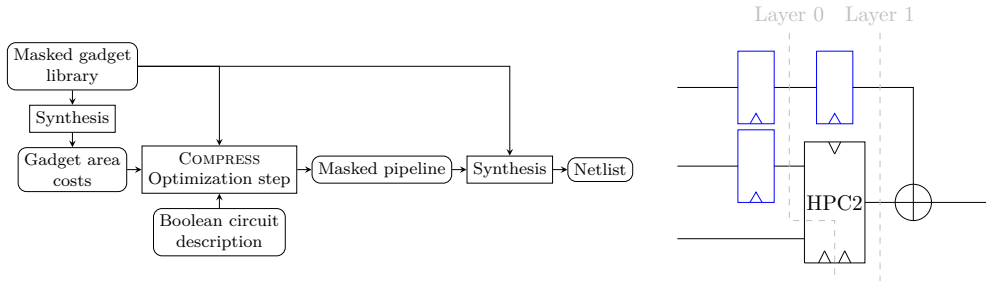 Masked gadget
library
Synthesis
Gadget area
costs
COMPRESS
Optimization step
Boolean circuit
description
Masked pipeline
Synthesis
Netlist
Layer 0
Layer 1
HPC2